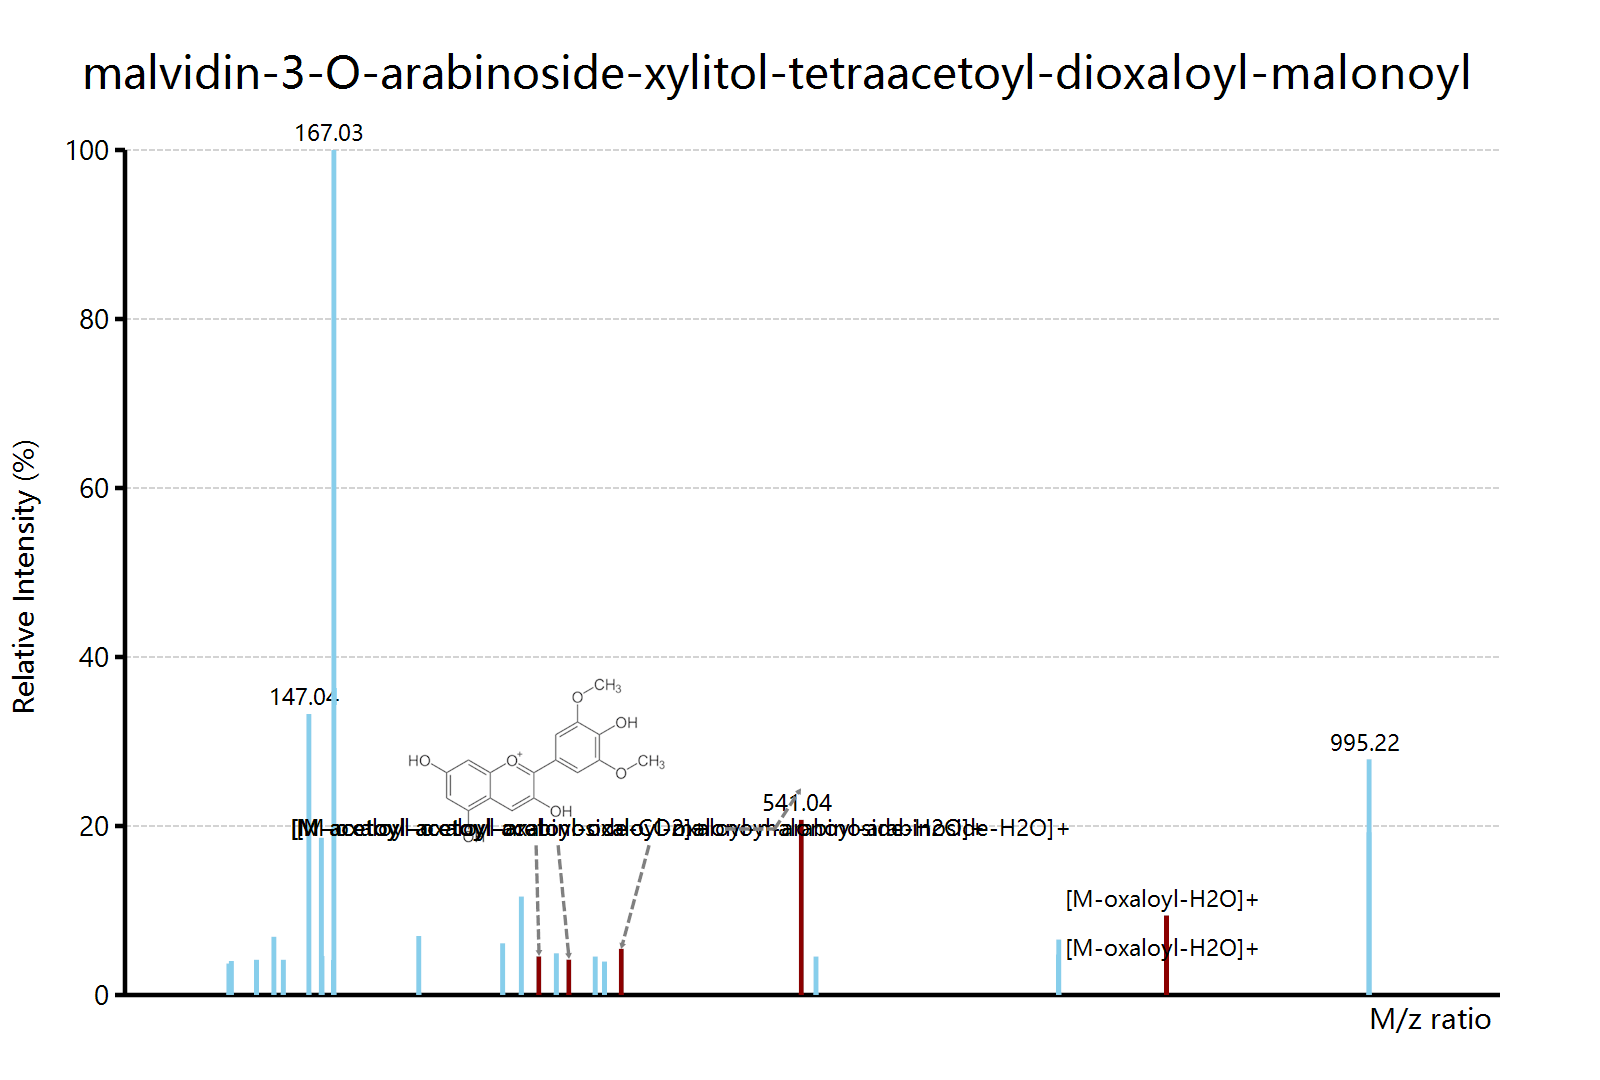 malvidin-3-O-arabinoside-xylitol-tetraacetoyl-dioxaloyl-malonoyl
167.03
100
80
60
40
20
0
Relative Intensity (%)
147.04
O
CH3
OH
HO
O+
O
CH3
OH
541.04
995.22
[M-oxaloyl-H2O]+
[M-oxaloyl-H2O]+
M/z ratio